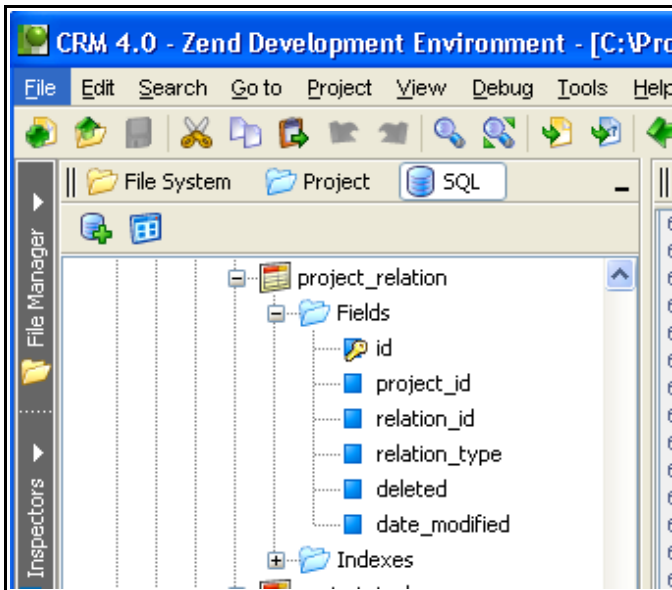 CRM 4.0 - Zend Development Environment - [C:\Pro
File Edit Search Go to Project View Debug Tools Help
File System Project SQL
File Manager
project_relation
Fields
id
project_id
relation_id
relation_type
deleted
date_modified
Indexes
Inspectors